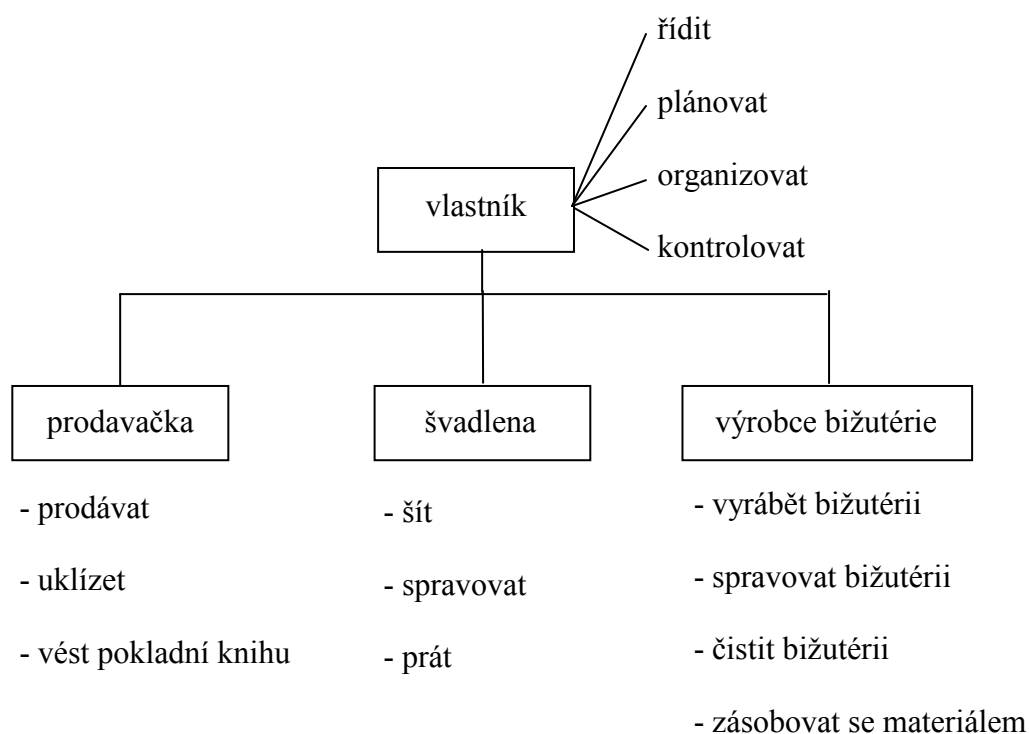 řídit
plánovat
organizovat
kontrolovat
vlastník
prodavačka
- prodávat
- uklízet
- vést pokladní knihu
švadlena
- šít
- spravovat
- prát
výrobce bižutérie
- vyrábět bižutérii
- spravovat bižutérii
- čistit bižutérii
- zásobovat se materiálem